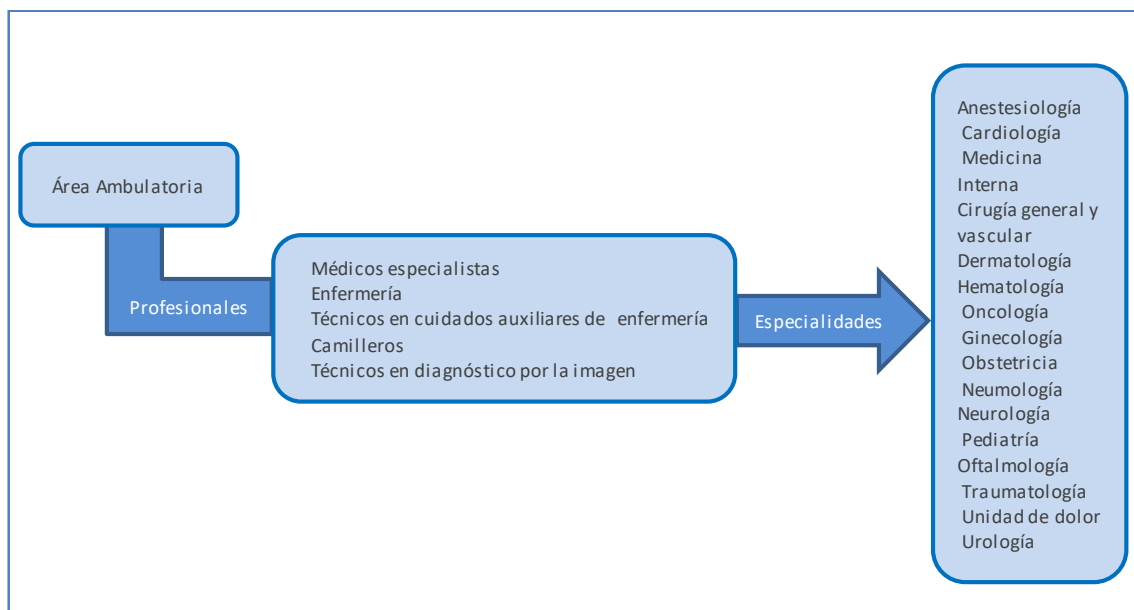 Área Ambulatoria
Profesionales
Médicos especialistas
Enfermería
Técnicos en cuidados auxiliares de enfermería
Camilleros
Técnicos en diagnóstico por la imagen
Especialidades
Anestesiología
Cardiología
Medicina
Interna
Cirugía general y
vascular
Dermatología
Hematología
Oncología
Ginecología
Obstetricia
Neumología
Neurología
Pediatría
Oftalmología
Traumatología
Unidad de dolor
Urología